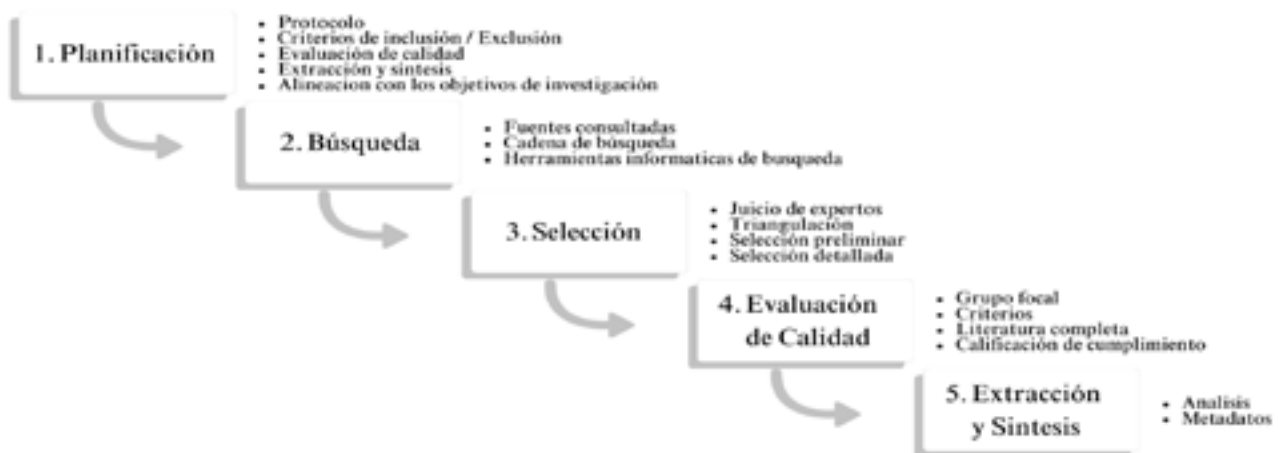 1. Planificación
• Protocolo
• Criterios de inclusión / Exclusión
• Evaluación de calidad
• Extracción y sintesis
• Alineacion con los objetivos de investigación
2. Búsqueda
• Fuentes consultadas
• Cadena de búsqueda
• Herramientas informaticas de busqueda
3. Selección
• Juicio de expertos
• Triangulación
• Selección preliminar
• Selección detallada
4. Evaluación
de Calidad
• Grupo focal
• Criterios
• Literatura completa
• Calificación de cumplimiento
5. Extracción
y Sintesis
• Analisis
• Metadatos